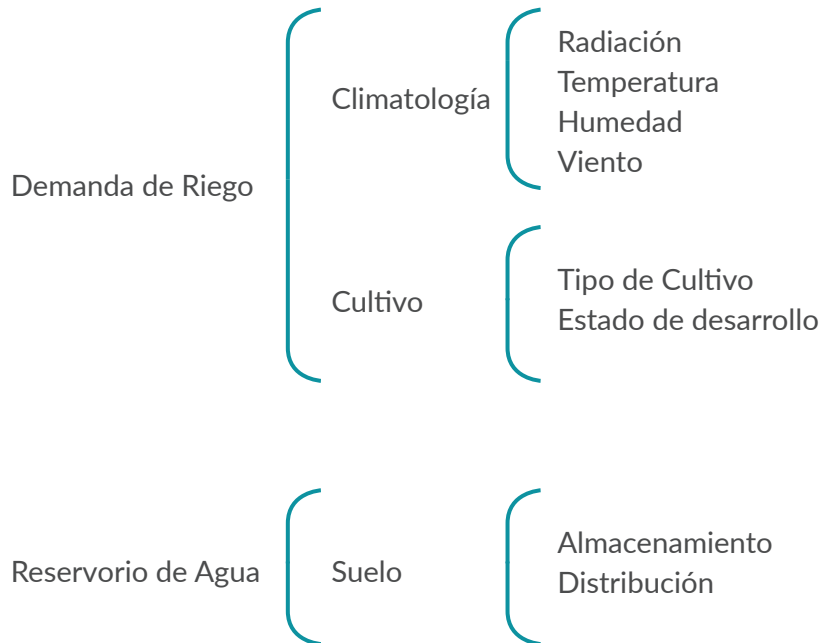 Demanda de Riego
Climatología
Radiación
Temperatura
Humedad
Viento
Cultivo
Tipo de Cultivo
Estado de desarrollo
Reservorio de Agua
Suelo
Almacenamiento
Distribución